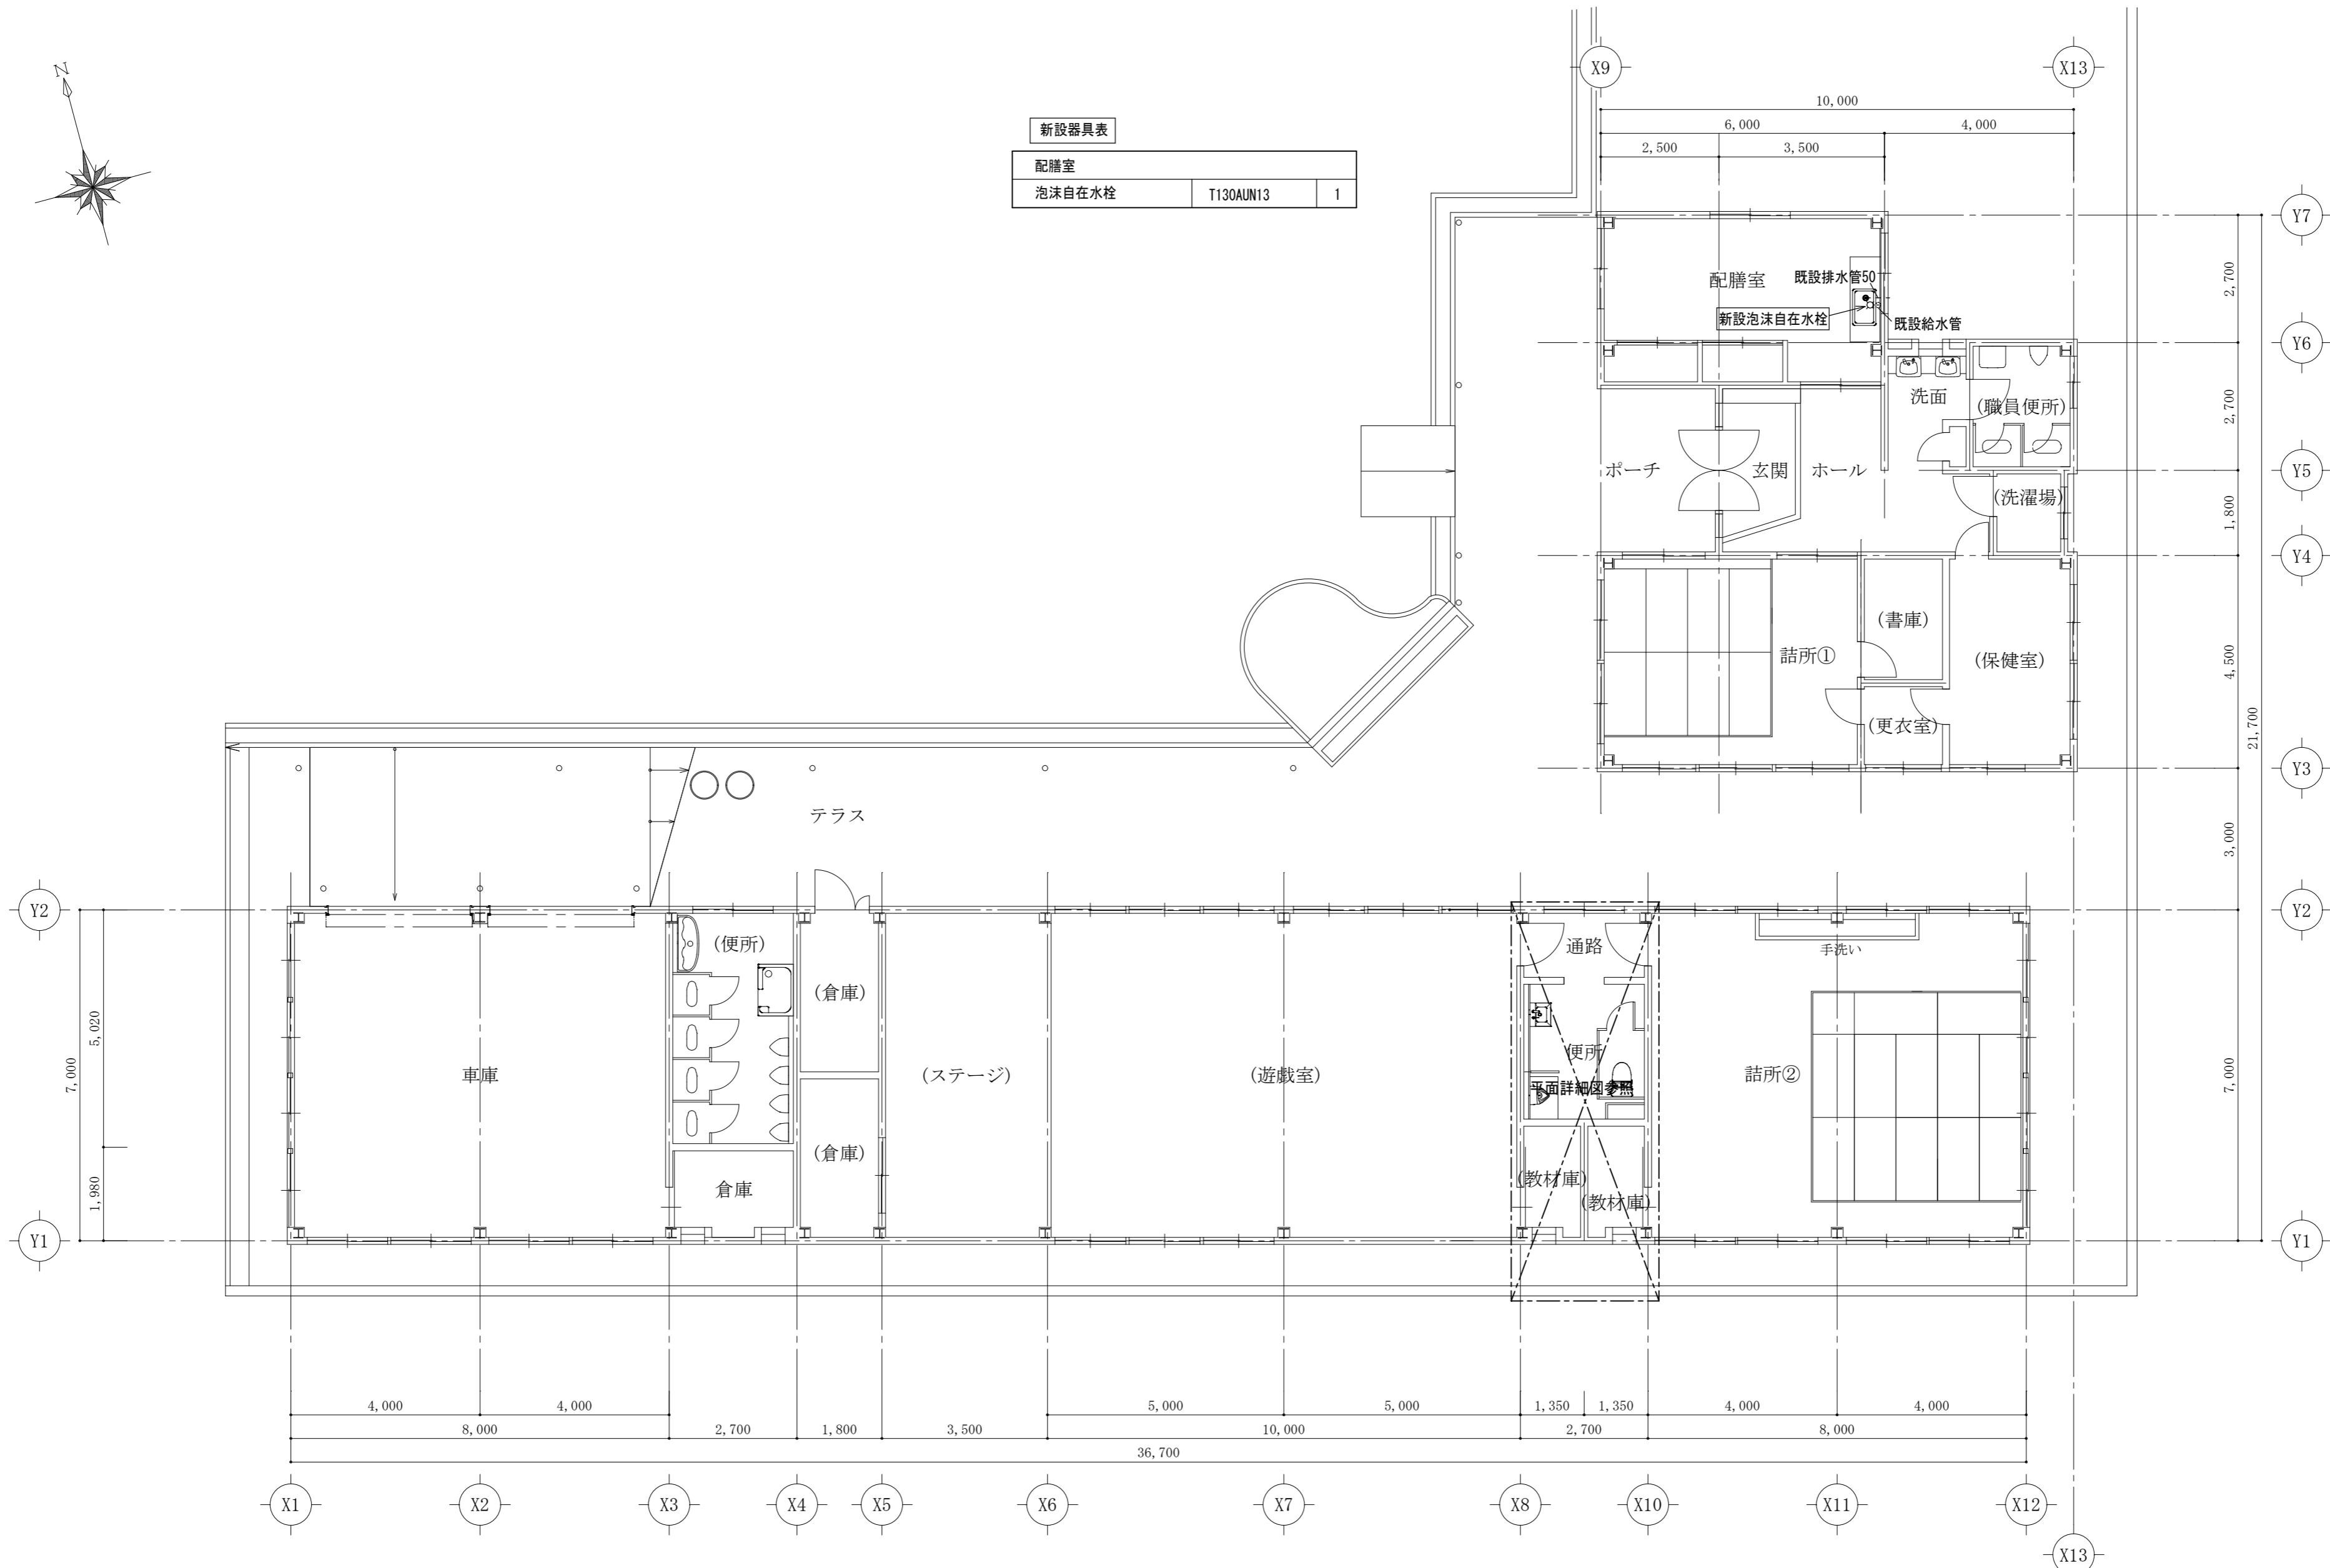 N
X9
X13
10,000
6,000
4,000
2,500
3,500
新設器具表
配膳室
泡沫自在水栓 T130AUN13 1
Y7
Y6
Y5
Y4
Y3
Y2
Y1
2,700
2,700
1,800
4,500
3,000
7,000
21,700
配膳室
既設排水管50
新設泡沫自在水栓
既設給水管
洗面
(職員便所)
ポーチ
玄関
ホール
(洗濯場)
(書庫)
詰所①
(保健室)
(更衣室)
テラス
Y2
Y1
7,000
5,020
1,980
車庫
(便所)
倉庫
(倉庫)
(倉庫)
(ステージ)
(遊戯室)
通路
便所
平面詳細図参照
(教材庫)
(教材庫)
手洗い
詰所②
4,000
4,000
5,000
5,000
1,350
1,350
4,000
4,000
8,000
2,700
1,800
3,500
10,000
2,700
8,000
36,700
X1
X2
X3
X4
X5
X6
X7
X8
X10
X11
X12
X13